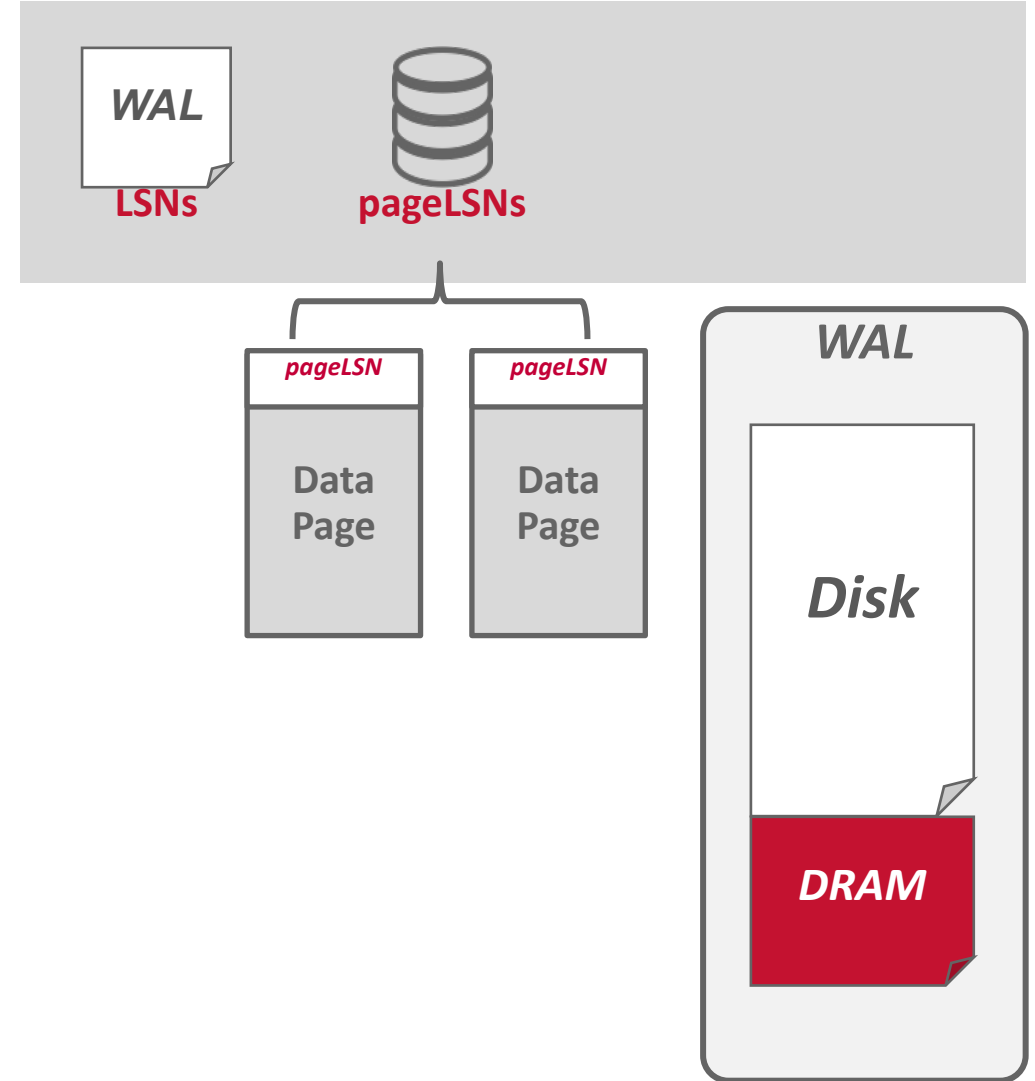 WAL
LSNs
pageLSNs
pageLSN
Data
Page
pageLSN
Data
Page
WAL
Disk
DRAM